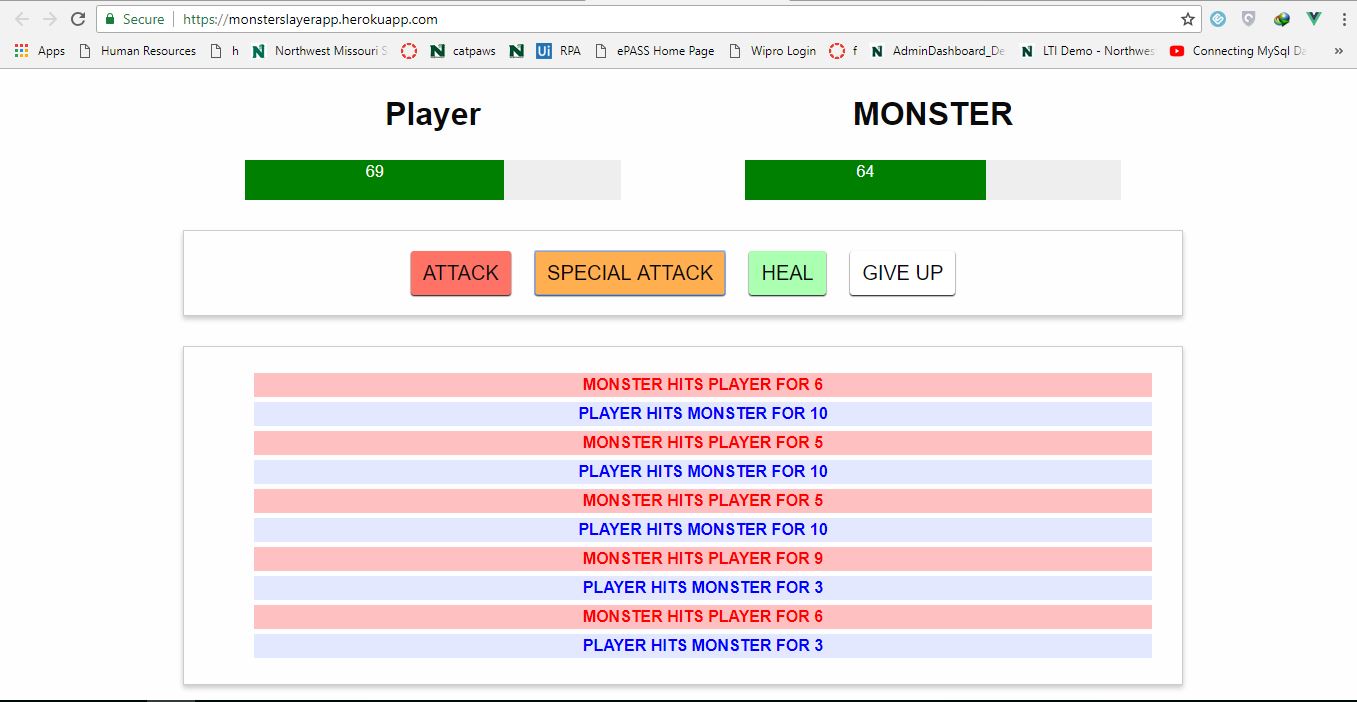 Secure https://monsterslayerapp.herokuapp.com
Apps Human Resources h Northwest Missouri S catpaws Ui RPA ePASS Home Page Wipro Login f AdminDashboard_De LTI Demo - Northwes Connecting MySql Da »
Player MONSTER
69 64
ATTACK SPECIAL ATTACK HEAL GIVE UP
MONSTER HITS PLAYER FOR 6
PLAYER HITS MONSTER FOR 10
MONSTER HITS PLAYER FOR 5
PLAYER HITS MONSTER FOR 10
MONSTER HITS PLAYER FOR 5
PLAYER HITS MONSTER FOR 10
MONSTER HITS PLAYER FOR 9
PLAYER HITS MONSTER FOR 3
MONSTER HITS PLAYER FOR 6
PLAYER HITS MONSTER FOR 3